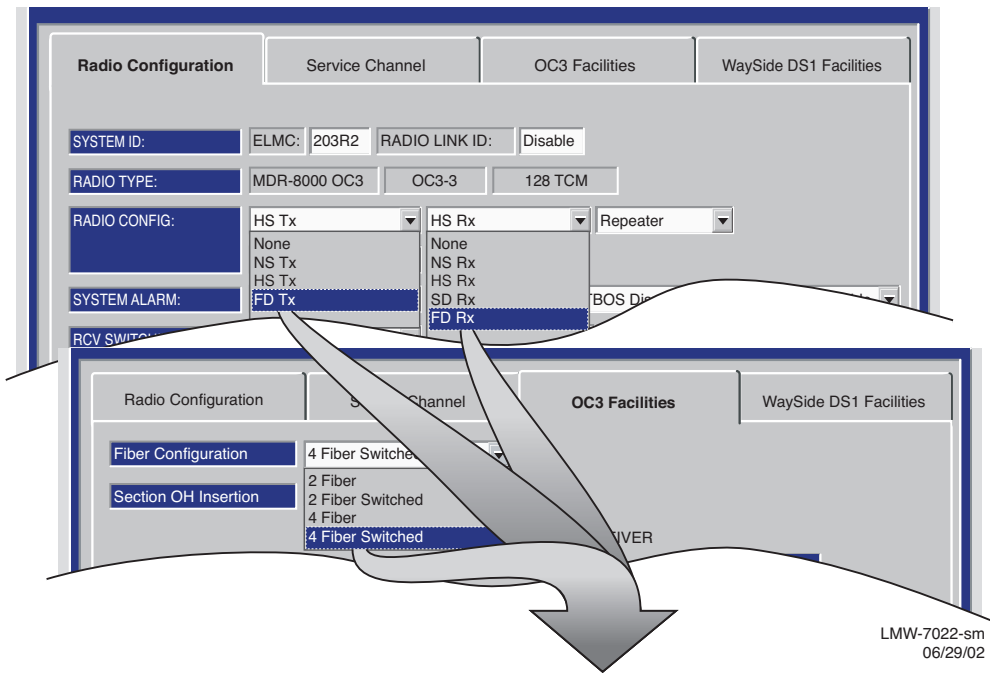 Radio Configuration Service Channel OC3 Facilities WaySide DS1 Facilities
SYSTEM ID: ELMC: 203R2 RADIO LINK ID: Disable
RADIO TYPE: MDR-8000 OC3 OC3-3 128 TCM
RADIO CONFIG: HS Tx HS Rx Repeater
None None
NS Tx NS Rx
HS Tx HS Rx
FD Tx SD Rx
FD Rx
SYSTEM ALARM: TBOS
RCV
Radio Configuration Channel OC3 Facilities WaySide DS1 Facilities
Fiber Configuration 4 Fiber Switched
2 Fiber
2 Fiber Switched
4 Fiber
4 Fiber Switched
Section OH Insertion
IVER
LMW-7022-sm
06/29/02